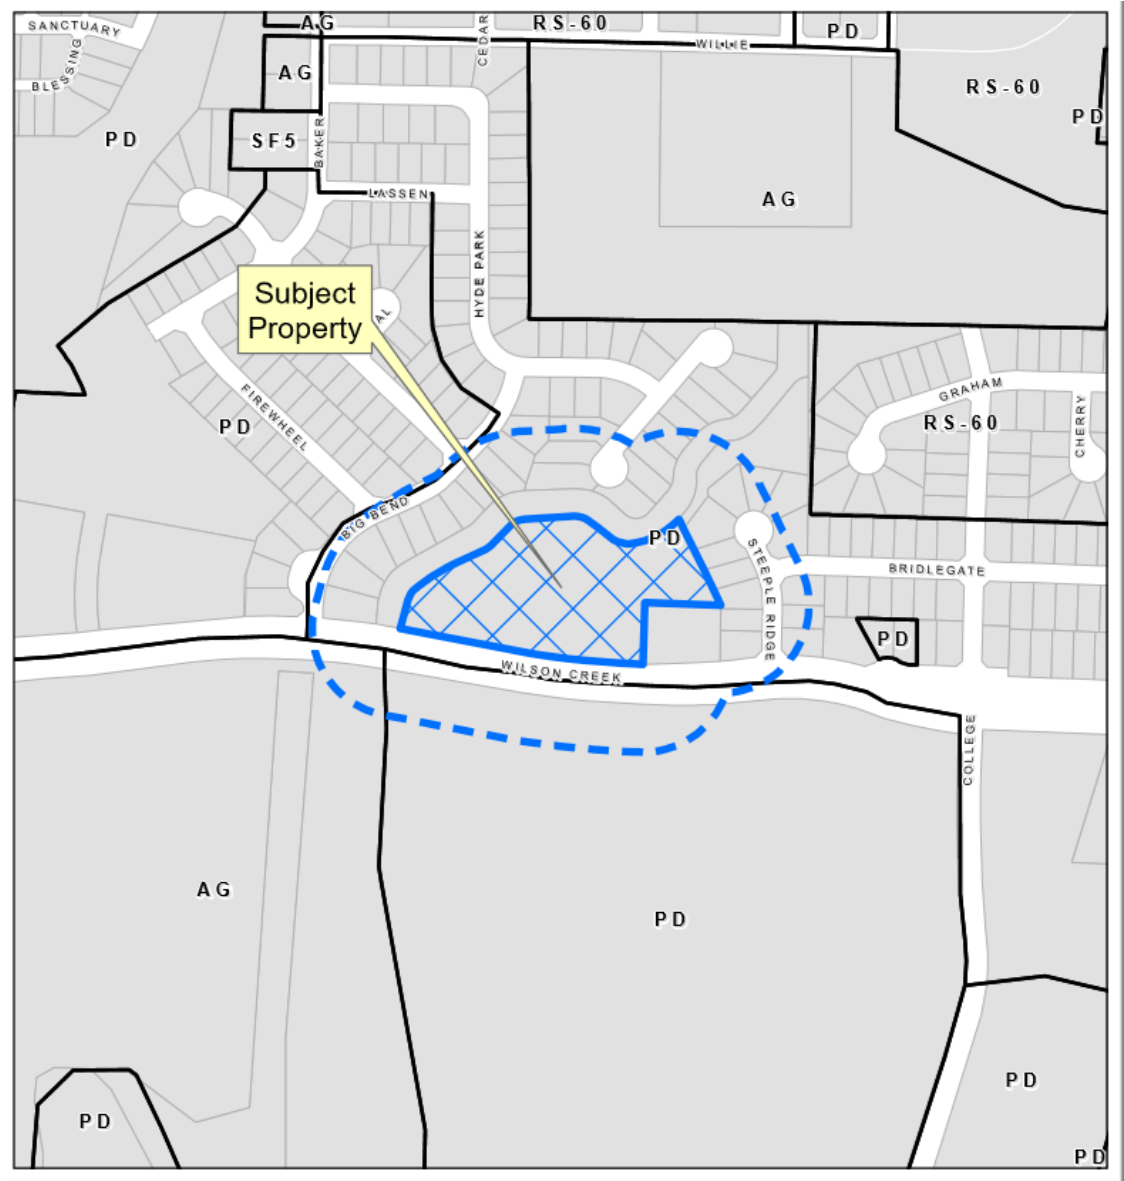 SANCTUARY
AG
CEDAR
RS-60
WILLIE
PD
BLESSING
AG
RS-60
PD
PD
SF5
BAKER
LASSEN
AG
HYDE PARK
Subject
Property
AL
GRAHAM
RS-60
CHERRY
FIREWHEEL
PD
BIG BEND
PD
STEEPLE RIDGE
BRIDLEGATE
PD
WILSON CREEK
COLLEGE
AG
PD
PD
PD
PD